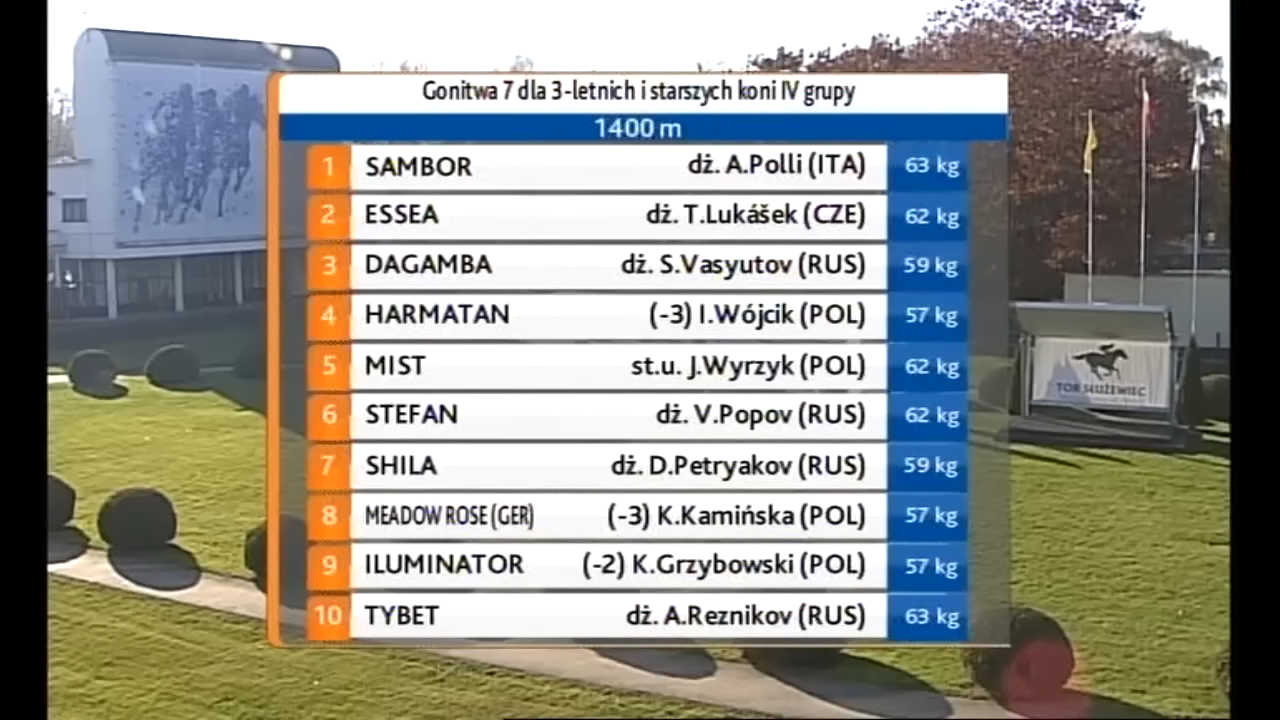 Gonitwa 7 dla 3-letnich i starszych koni IV grupy
1400 m
1 SAMBOR dż. A.Polli (ITA) 63 kg
2 ESSEA dż. T.Lukášek (CZE) 62 kg
3 DAGAMBA dż. S.Vasyutov (RUS) 59 kg
4 HARMATAN (-3) I.Wójcik (POL) 57 kg
5 MIST st.u. J.Wyrzyk (POL) 62 kg
6 STEFAN dż. V.Popov (RUS) 62 kg
7 SHILA dż. D.Petryakov (RUS) 59 kg
8 MEADOW ROSE (GER) (-3) K.Kamińska (POL) 57 kg
9 ILUMINATOR (-2) K.Grzybowski (POL) 57 kg
10 TYBET dż. A.Reznikov (RUS) 63 kg
TOR SŁUŻEWIEC